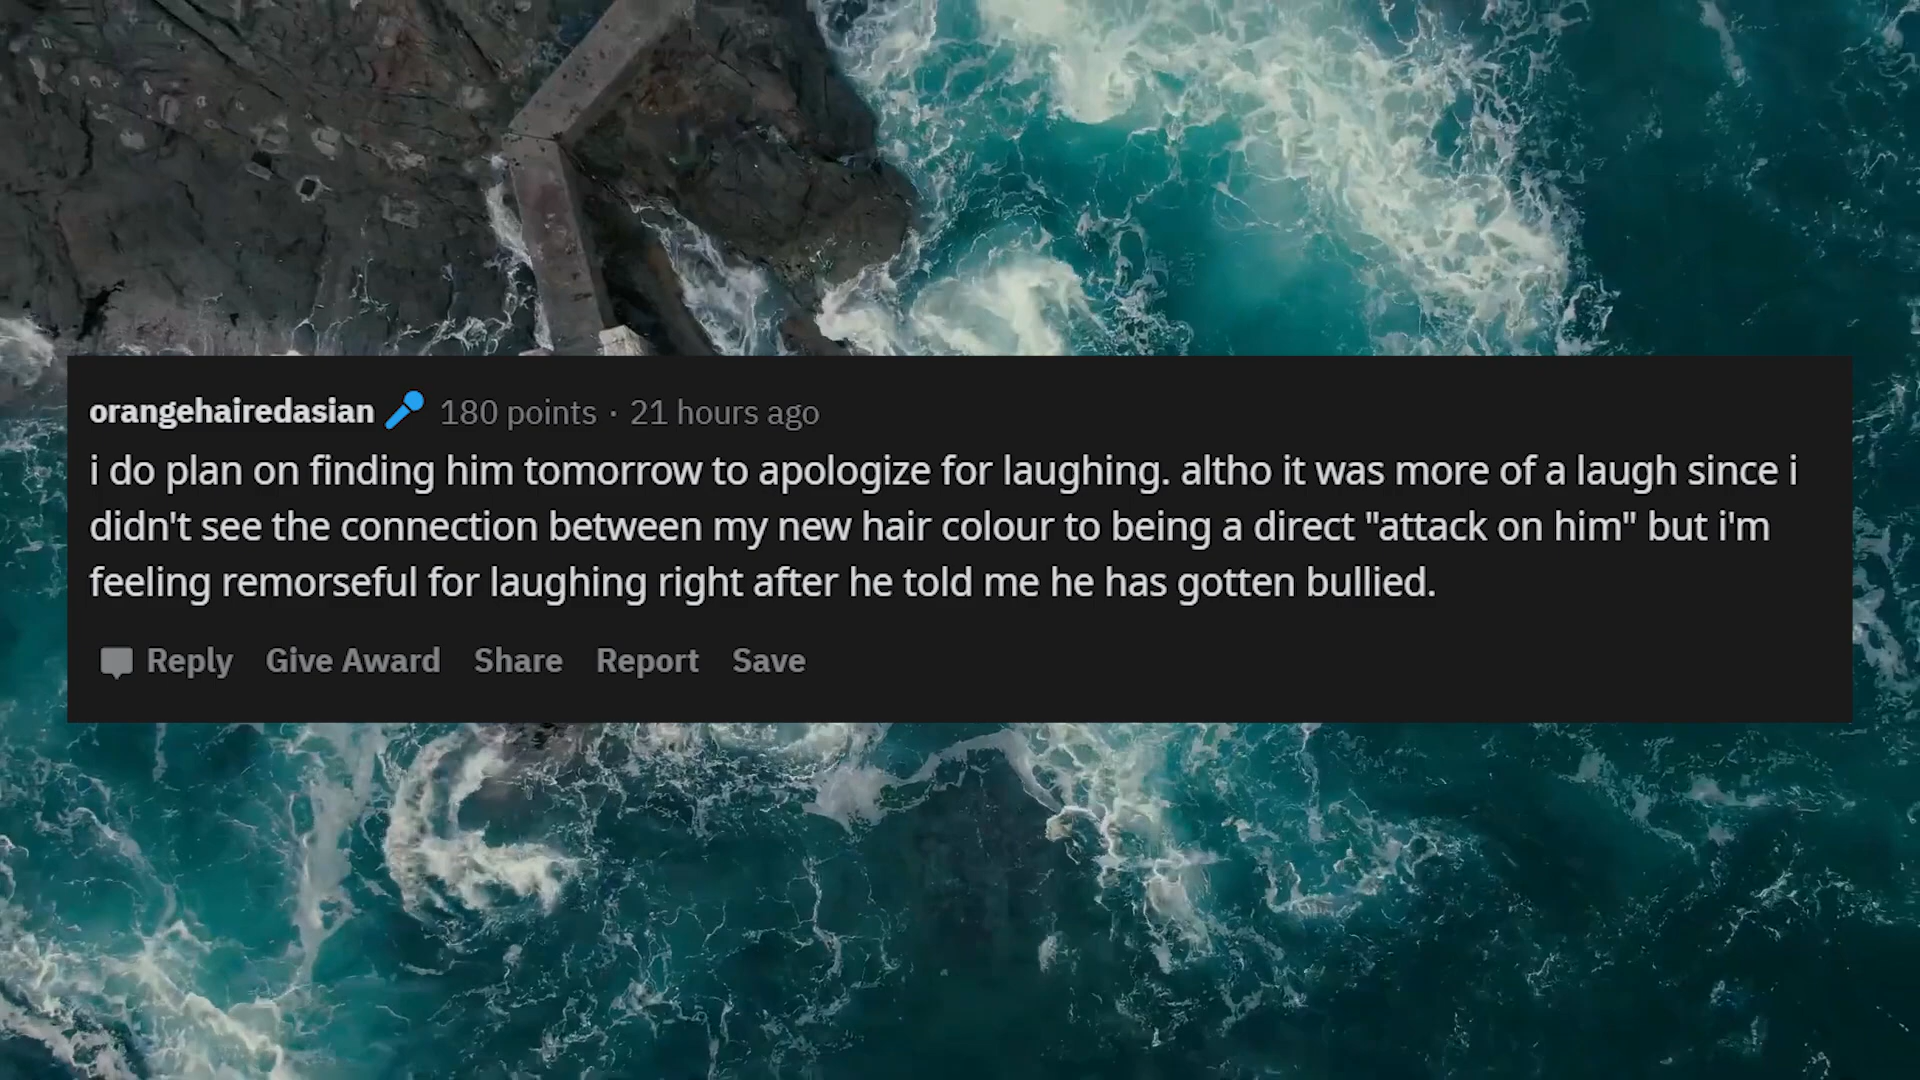 orangehairedasian 180 points · 21 hours ago
i do plan on finding him tomorrow to apologize for laughing. altho it was more of a laugh since i
didn't see the connection between my new hair colour to being a direct "attack on him" but i'm
feeling remorseful for laughing right after he told me he has gotten bullied.
Reply Give Award Share Report Save